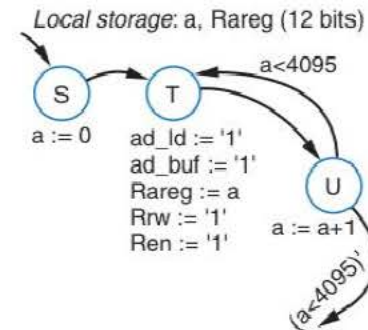 Local storage: a, Rareg (12 bits)
a<4095
S
T
a := 0
ad_ld := '1'
ad_buf := '1'
Rareg := a
Rrw := '1'
Ren := '1'
U
a := a+1
(a<4095)'